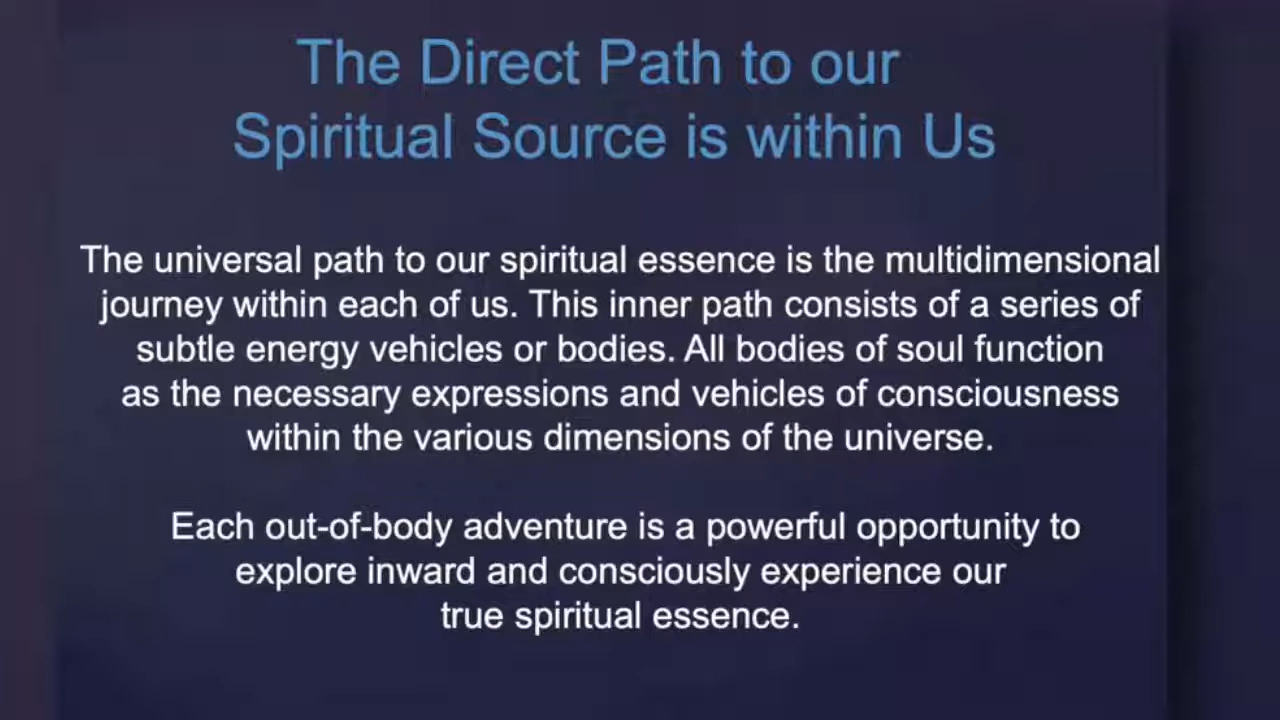 The Direct Path to our
Spiritual Source is within Us
The universal path to our spiritual essence is the multidimensional
journey within each of us. This inner path consists of a series of
subtle energy vehicles or bodies. All bodies of soul function
as the necessary expressions and vehicles of consciousness
within the various dimensions of the universe.
Each out-of-body adventure is a powerful opportunity to
explore inward and consciously experience our
true spiritual essence.